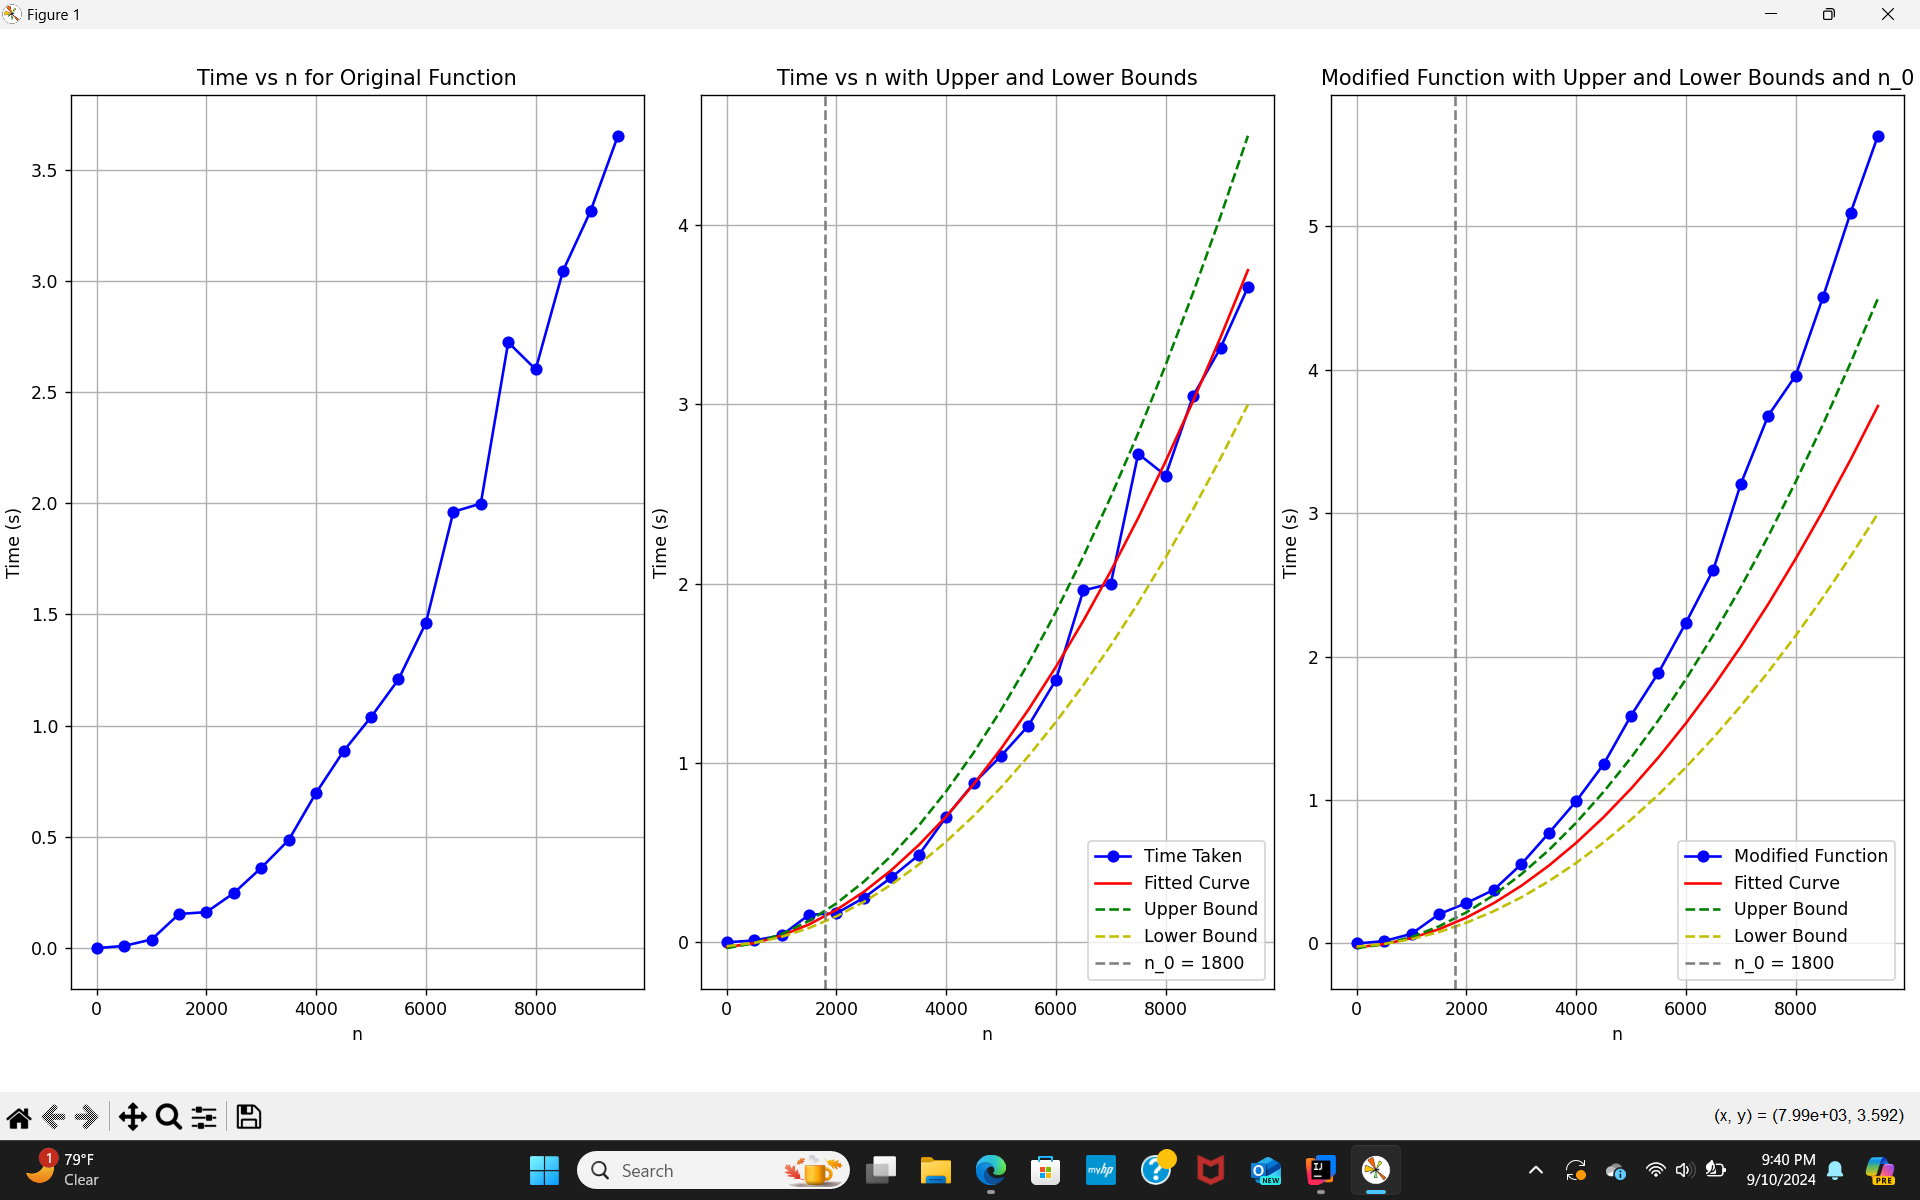 Figure 1
Time vs n for Original Function
3.5
3.0
2.5
2.0
1.5
1.0
0.5
0.0
Time (s)
0 2000 4000 6000 8000
n
Time vs n with Upper and Lower Bounds
4
3
2
1
0
Time (s)
0 2000 4000 6000 8000
n
Time Taken
Fitted Curve
Upper Bound
Lower Bound
n_0 = 1800
Modified Function with Upper and Lower Bounds and n_0
5
4
3
2
1
0
Time (s)
0 2000 4000 6000 8000
n
Modified Function
Fitted Curve
Upper Bound
Lower Bound
n_0 = 1800
(x, y) = (7.99e+03, 3.592)
1
79°F
Clear
Search
myhp
?
O
NEW
IJ
9:40 PM
9/10/2024
PRE